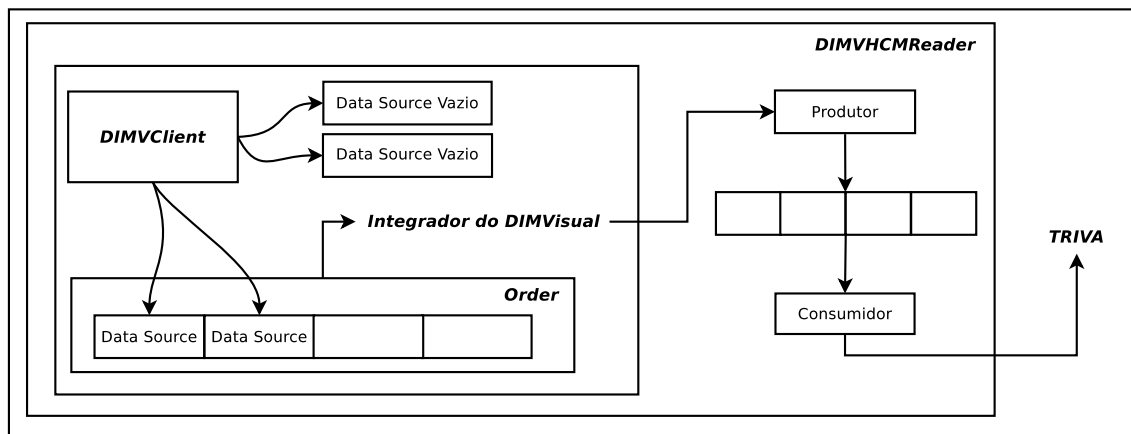 DIMVHCMReader
DIMVClient
Data Source Vazio
Data Source Vazio
Produtor
Integrador do DIMVisual
TRIVA
Order
Data Source
Data Source
Consumidor